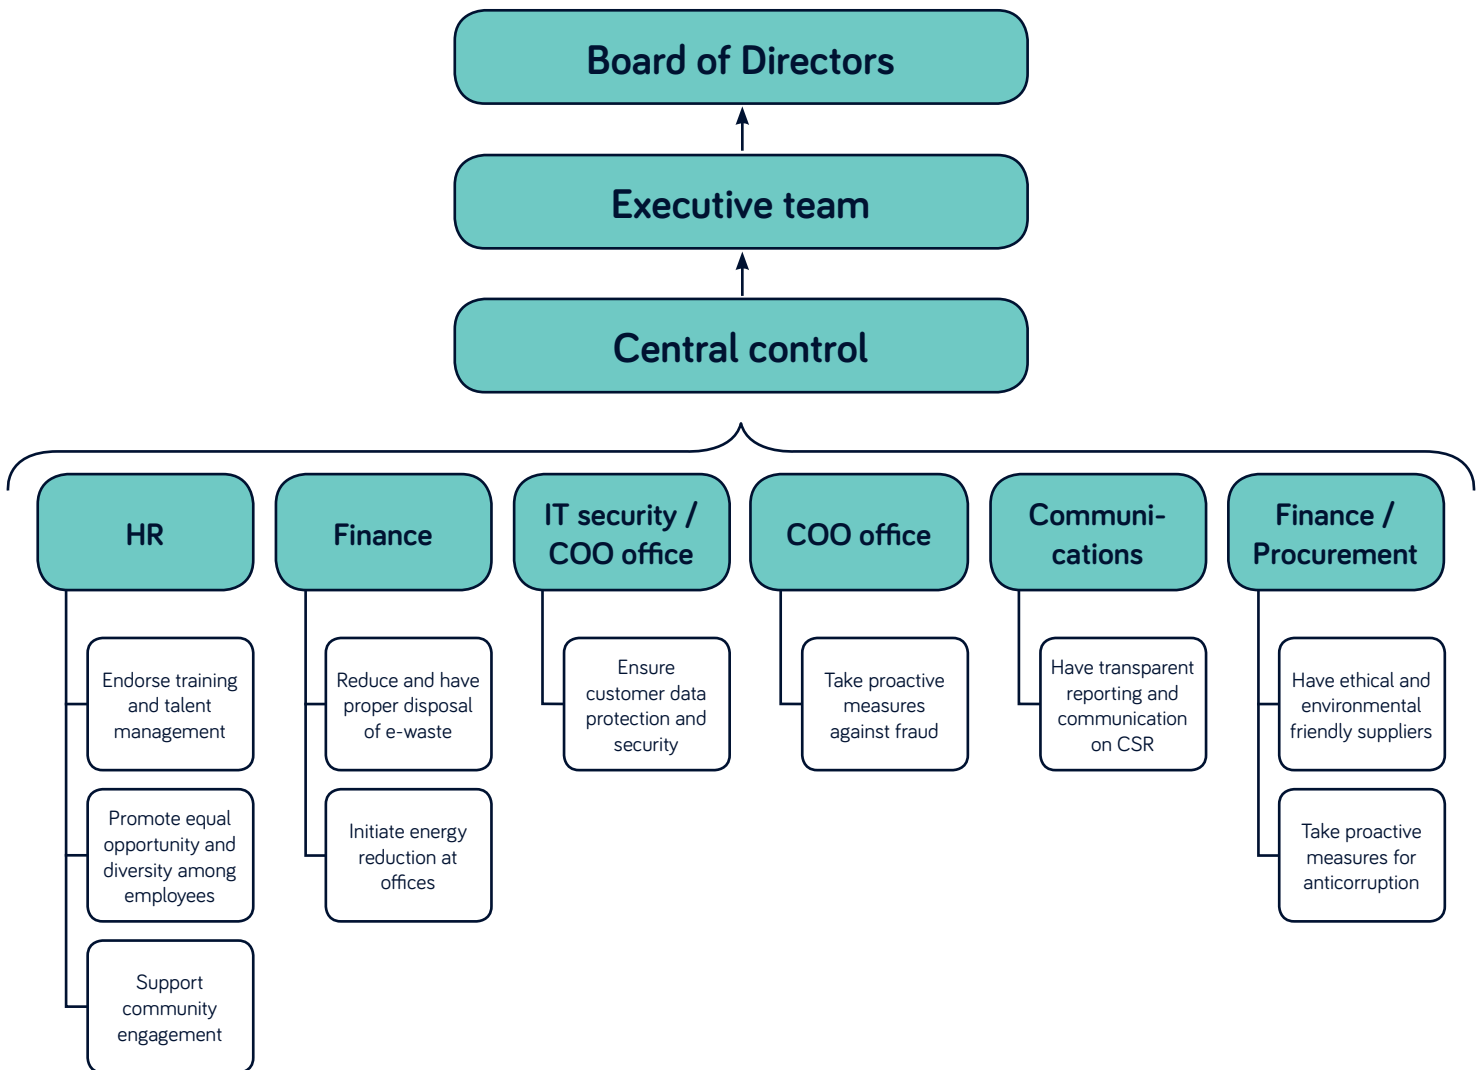 Board of Directors
Executive team
Central control
HR
Finance
IT security /
COO office
COO office
Communi-
cations
Finance /
Procurement
Endorse training
and talent
management
Promote equal
opportunity and
diversity among
employees
Support
community
engagement
Reduce and have
proper disposal
of e-waste
Initiate energy
reduction at
offices
Ensure
customer data
protection and
security
Take proactive
measures
against fraud
Have transparent
reporting and
communication
on CSR
Have ethical and
environmental
friendly suppliers
Take proactive
measures for
anticorruption